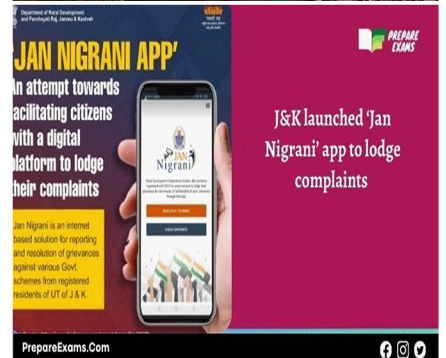 Department of Rural Development
and Panchayati Raj, Jammu & Kashmir
'JAN NIGRANI APP'
An attempt towards
facilitating citizens
with a digital
platform to lodge
their complaints
Jan Nigrani is an internet
based solution for reporting
and resolution of grievances
against various Govt.
schemes from registered
residents of UT of J & K.
JAN
Nigrani
PREPARE
EXAMS
J&K launched 'Jan
Nigrani' app to lodge
complaints
PrepareExams.Com